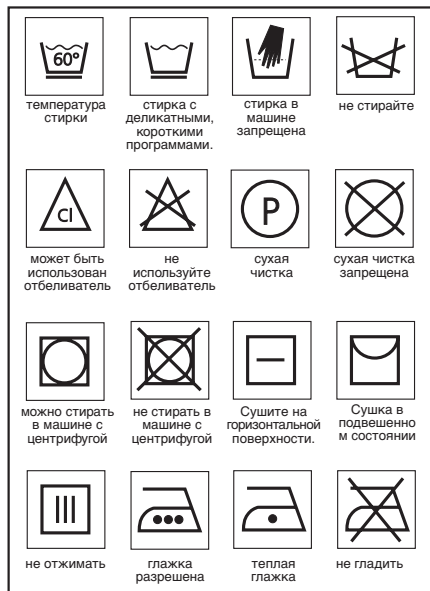 60°
температура
стирки
стирка с
деликатными,
короткими
программами.
стирка в
машине
запрещена
не стирайте
Cl
может быть
использован
отбеливатель
не
используйте
отбеливатель
P
сухая
чистка
сухая чистка
запрещена
можно стирать
в машине с
центрифугой
не стирать в
машине с
центрифугой
Сушите на
горизонтальной
поверхности.
Сушка в
подвешенно
м состоянии
не отжимать
глажка
разрешена
теплая
глажка
не гладить